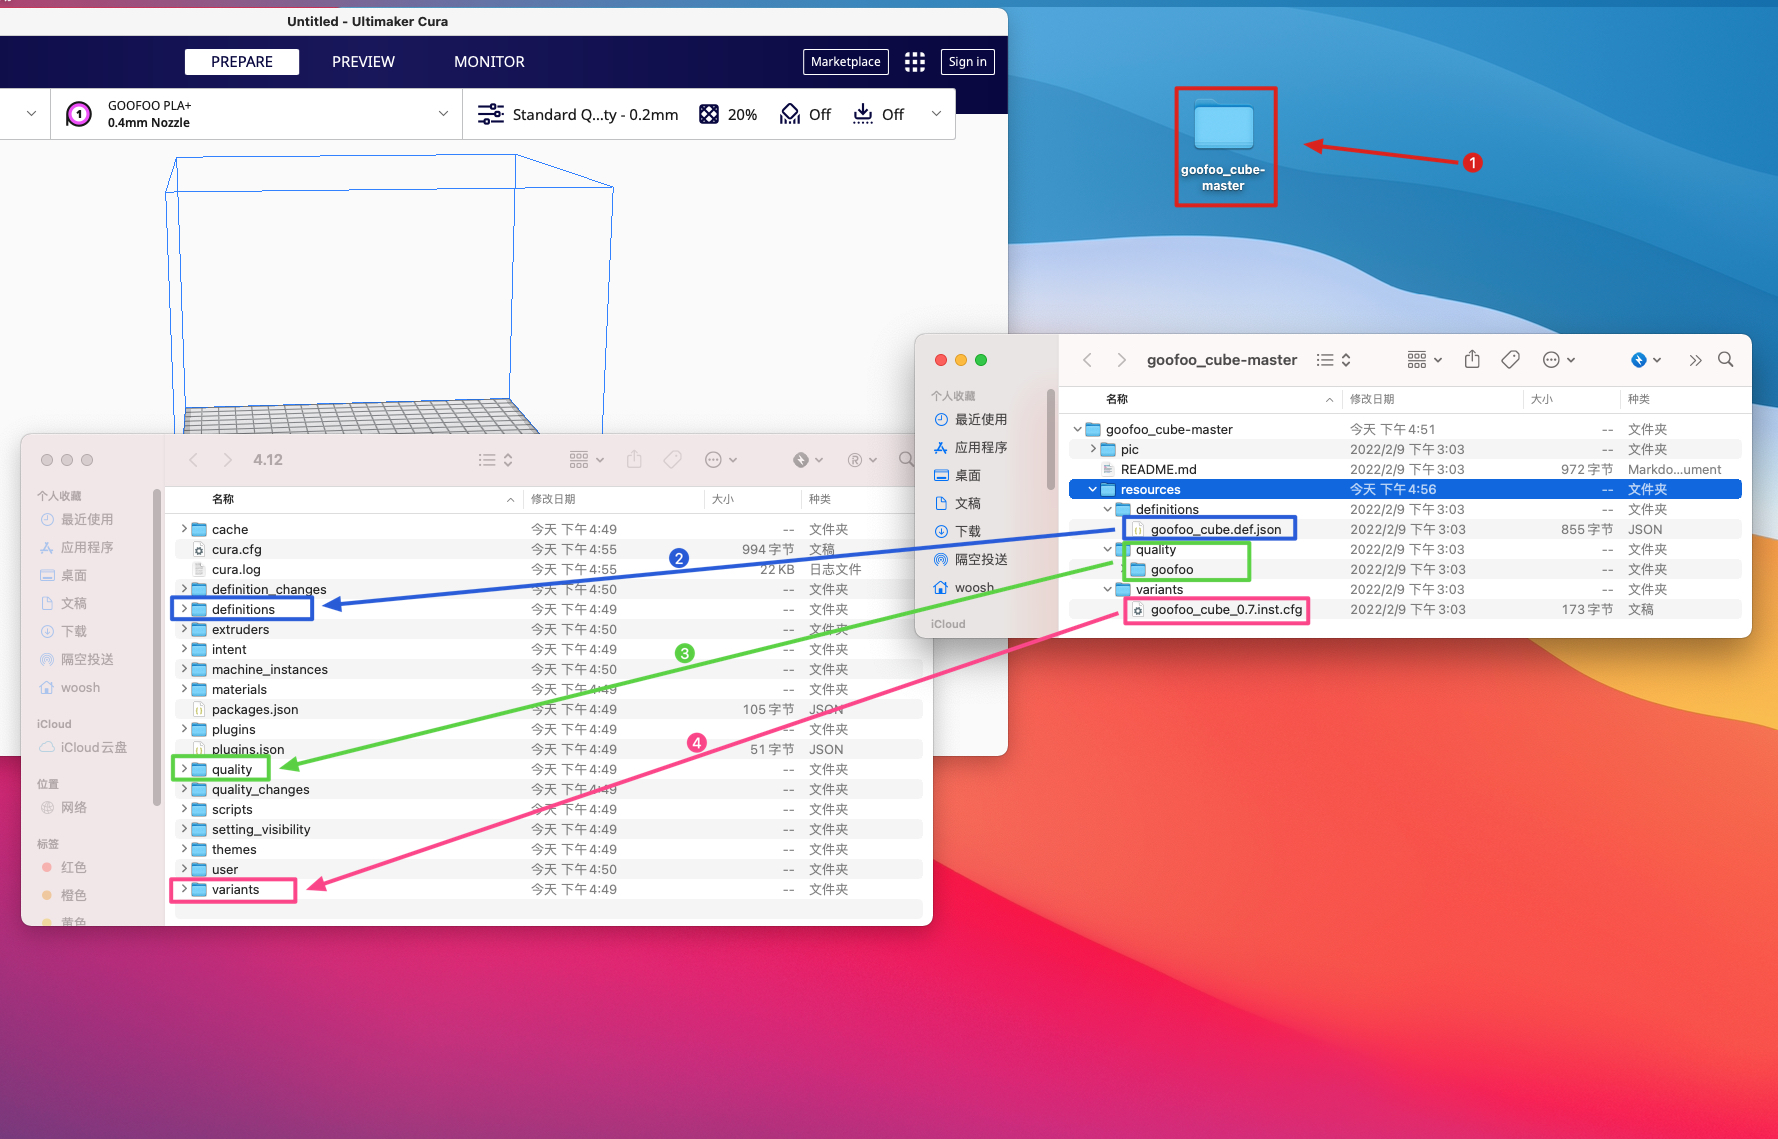 Untitled - Ultimaker Cura
PREPARE
PREVIEW
MONITOR
Marketplace
Sign in
1
GOOFOO PLA+
0.4mm Nozzle
Standard Q...ty - 0.2mm
20%
Off
Off
goofoo_cube-
master
1
goofoo_cube-master
个人收藏
最近使用
应用程序
桌面
文稿
下载
隔空投送
woosh
iCloud
名称 修改日期 大小 种类
goofoo_cube-master 今天 下午4:51 -- 文件夹
pic 2022/2/9 下午3:03 -- 文件夹
README.md 2022/2/9 下午3:03 972 字节 Markdo...ument
resources 今天 下午4:56 -- 文件夹
definitions 2022/2/9 下午3:03 -- 文件夹
goofoo_cube.def.json 2022/2/9 下午3:03 855 字节 JSON
quality 2022/2/9 下午3:03 -- 文件夹
goofoo 2022/2/9 下午3:03 -- 文件夹
variants 2022/2/9 下午3:03 -- 文件夹
goofoo_cube_0.7.inst.cfg 2022/2/9 下午3:03 173 字节 文稿
4.12
个人收藏
最近使用
应用程序
桌面
文稿
下载
隔空投送
woosh
iCloud
iCloud云盘
位置
网络
标签
红色
橙色
黄色
名称 修改日期 大小 种类
cache 今天 下午4:49 -- 文件夹
cura.cfg 今天 下午4:55 994 字节 文稿
cura.log 今天 下午4:55 22 KB 日志文件
definition_changes 今天 下午4:50 -- 文件夹
definitions 今天 下午4:49 -- 文件夹
extruders 今天 下午4:50 -- 文件夹
intent 今天 下午4:49 -- 文件夹
machine_instances 今天 下午4:50 -- 文件夹
materials 今天 下午4:49 -- 文件夹
packages.json 今天 下午4:49 105 字节 JSON
plugins 今天 下午4:49 -- 文件夹
plugins.json 今天 下午4:49 51 字节 JSON
quality 今天 下午4:49 -- 文件夹
quality_changes 今天 下午4:49 -- 文件夹
scripts 今天 下午4:49 -- 文件夹
setting_visibility 今天 下午4:49 -- 文件夹
themes 今天 下午4:49 -- 文件夹
user 今天 下午4:50 -- 文件夹
variants 今天 下午4:49 -- 文件夹
2
3
4